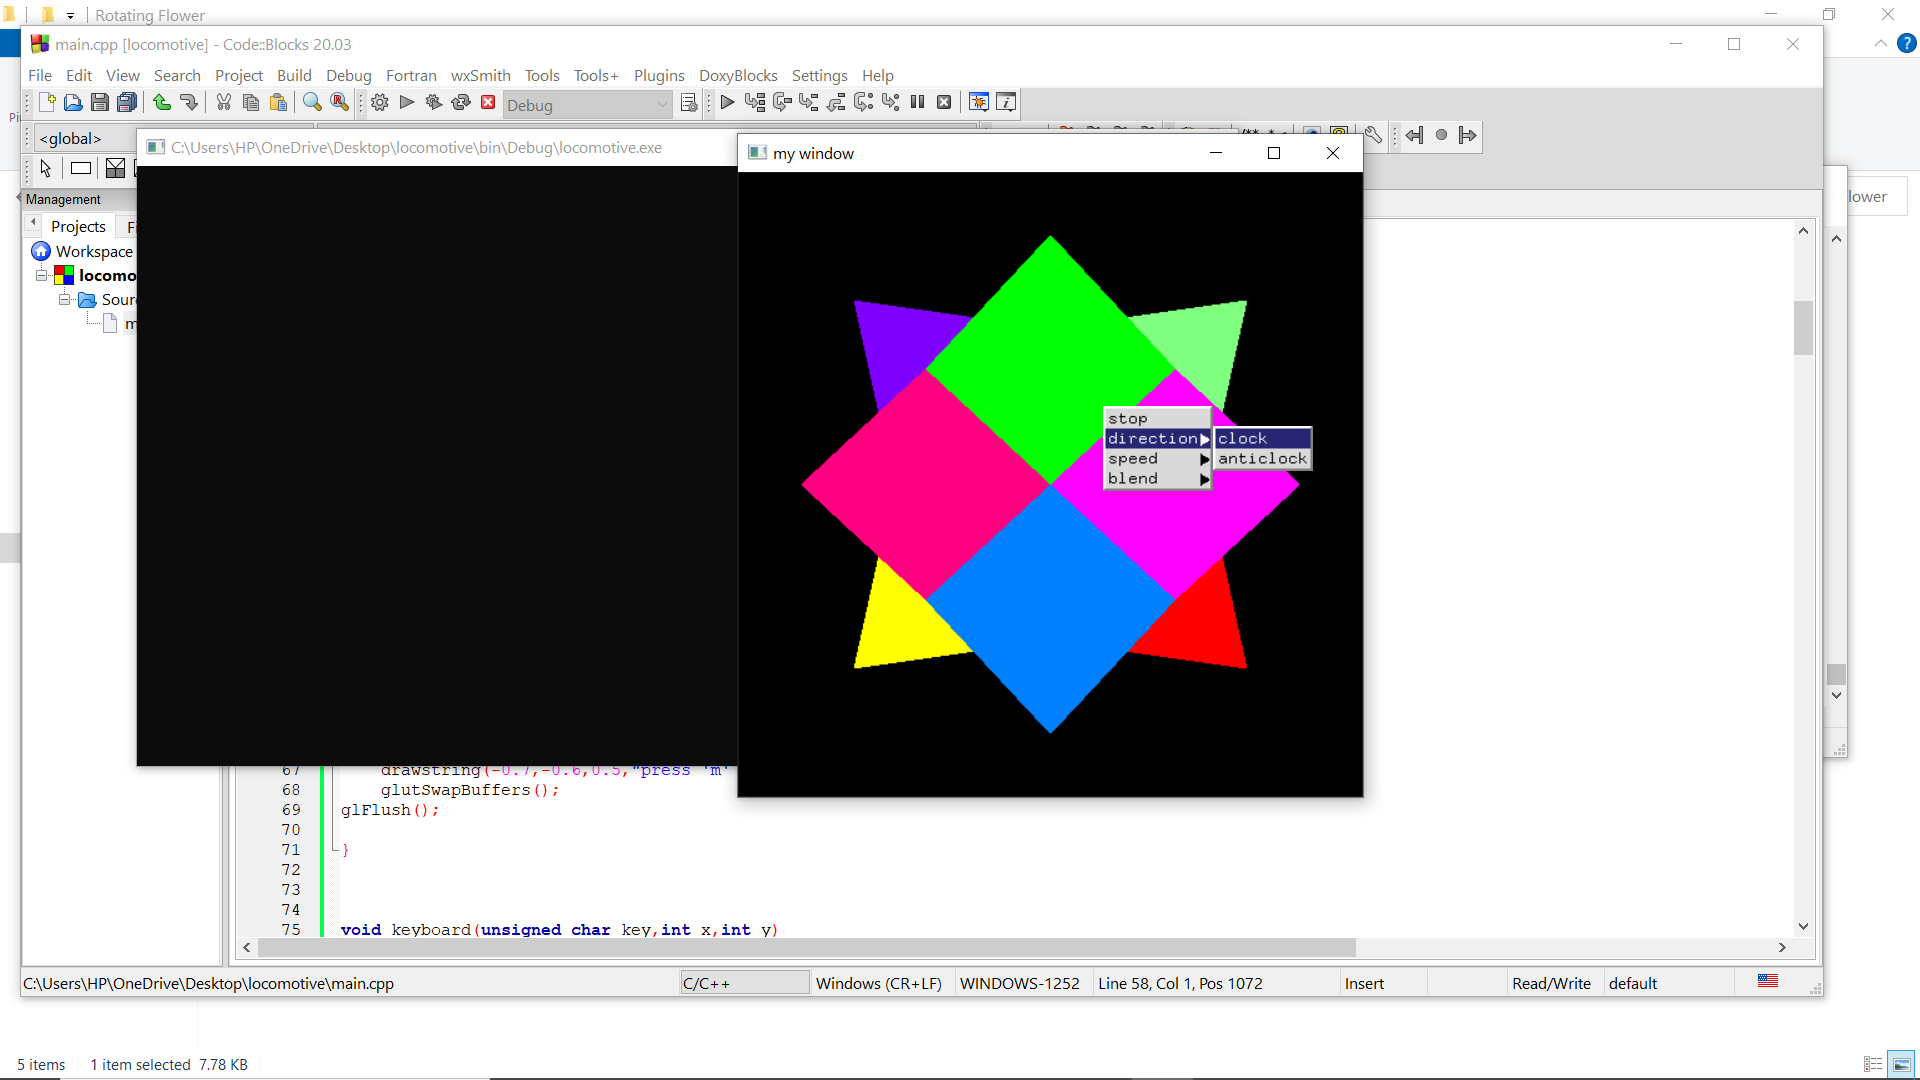 Rotating Flower
main.cpp [locomotive] - Code::Blocks 20.03
File Edit View Search Project Build Debug Fortran wxSmith Tools Tools+ Plugins DoxyBlocks Settings Help
Debug
<global>
C:\Users\HP\OneDrive\Desktop\locomotive\bin\Debug\locomotive.exe
my window
Management
lower
Projects
Workspace
locomo
Sour
m
stop
direction
speed
blend
clock
anticlock
67 drawstring(-0.7,-0.6,0.5,"press 'm'
68 glutSwapBuffers();
69 glFlush();
70
71 }
72
73
74
75 void keyboard(unsigned char key,int x,int y)
C:\Users\HP\OneDrive\Desktop\locomotive\main.cpp C/C++ Windows (CR+LF) WINDOWS-1252 Line 58, Col 1, Pos 1072 Insert Read/Write default
5 items 1 item selected 7.78 KB